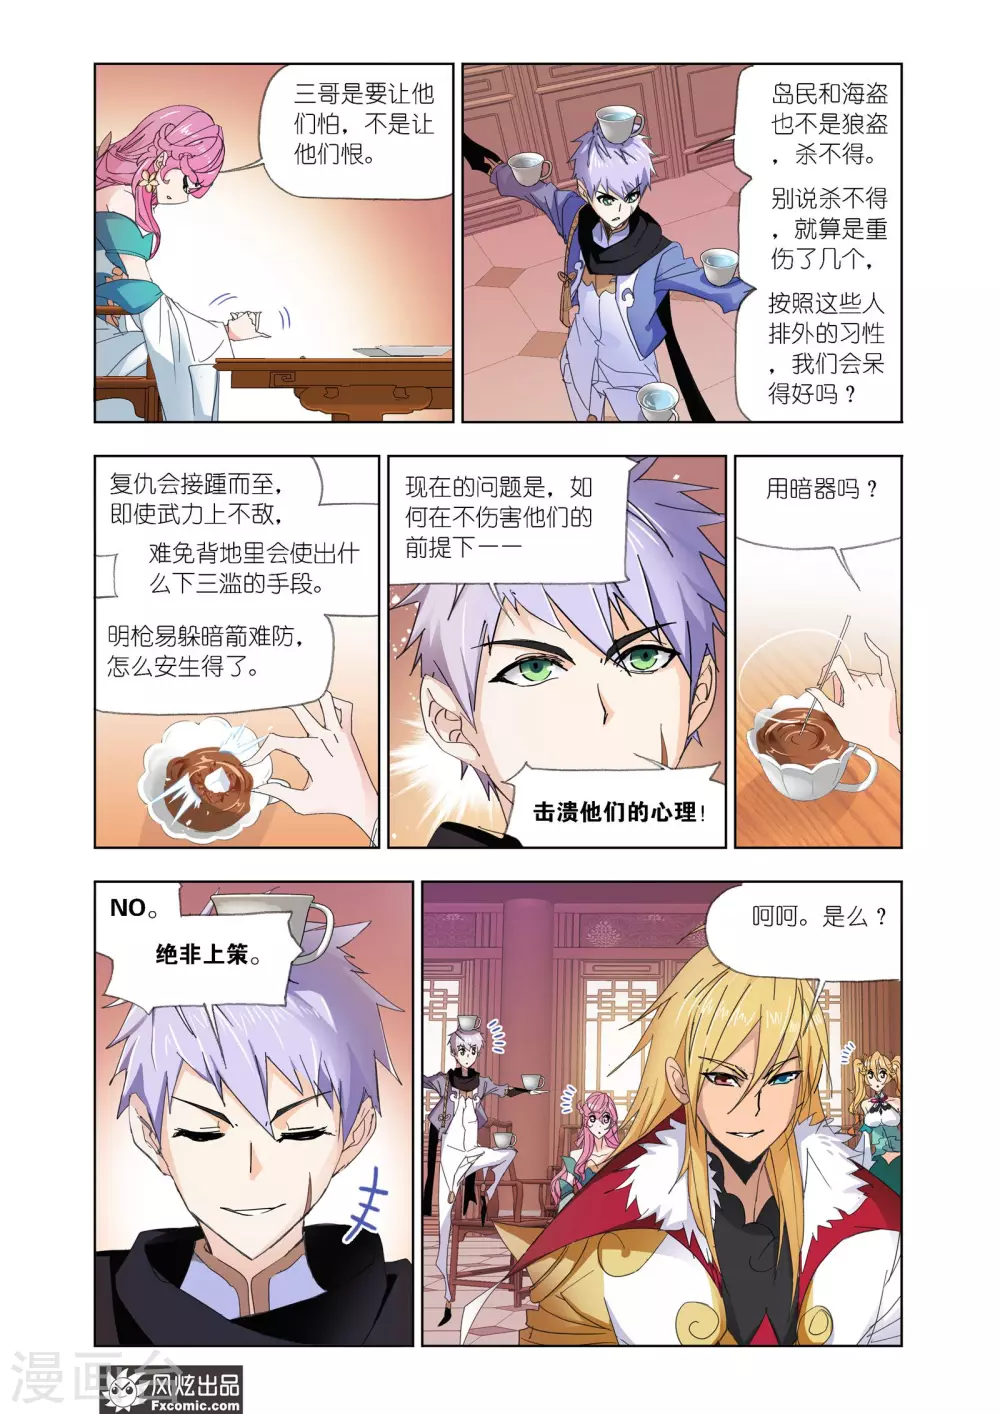 三哥是要让他
们怕，不是让
他们恨。
岛民和海盗
也不是狼盗
，杀不得。
别说杀不得
，就算是重
伤了几个，
按照这些人
排外的习性
，我们会呆
得好吗？
复仇会接踵而至，
即使武力上不敌，
难免背地里会使出什
么下三滥的手段。
明枪易躲暗箭难防，
怎么安生得了。
现在的问题是，如
何在不伤害他们的
前提下——
击溃他们的心理！
用暗器吗？
NO。
绝非上策。
呵呵。是么？
漫画台
风炫出品
Fxcomic.com